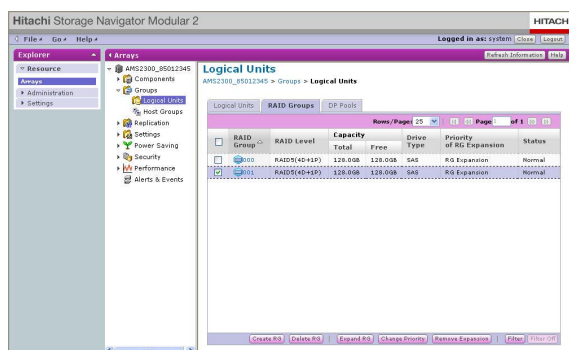 Hitachi Storage Navigator Modular 2
HITACHI
File Go Help
Logged in as: system Close Logout
Explorer
Resource
Arrays
Administration
Settings
Arrays
Refresh Information Help
AMS2300_85012345
Components
Groups
Logical Units
Host Groups
Replication
Settings
Power Saving
Security
Performance
Alerts & Events
Logical Units
AMS2300_85012345 > Groups > Logical Units
Logical Units RAID Groups DP Pools
Rows/Page: 25 Page 1 of 1
RAID Group RAID Level Capacity Total Free Drive Type Priority of RG Expansion Status
000 RAID5(4D+1P) 128.0GB 128.0GB SAS RG Expansion Normal
001 RAID5(4D+1P) 128.0GB 128.0GB SAS RG Expansion Normal
Create RG Delete RG Expand RG Change Priority Remove Expansion Filter Filter Off